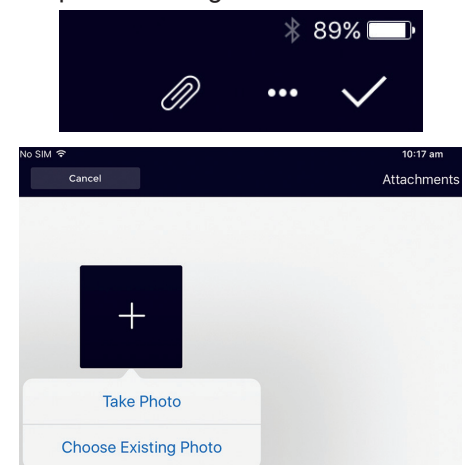 89%
No SIM 10:17 am
Cancel Attachments
Take Photo
Choose Existing Photo